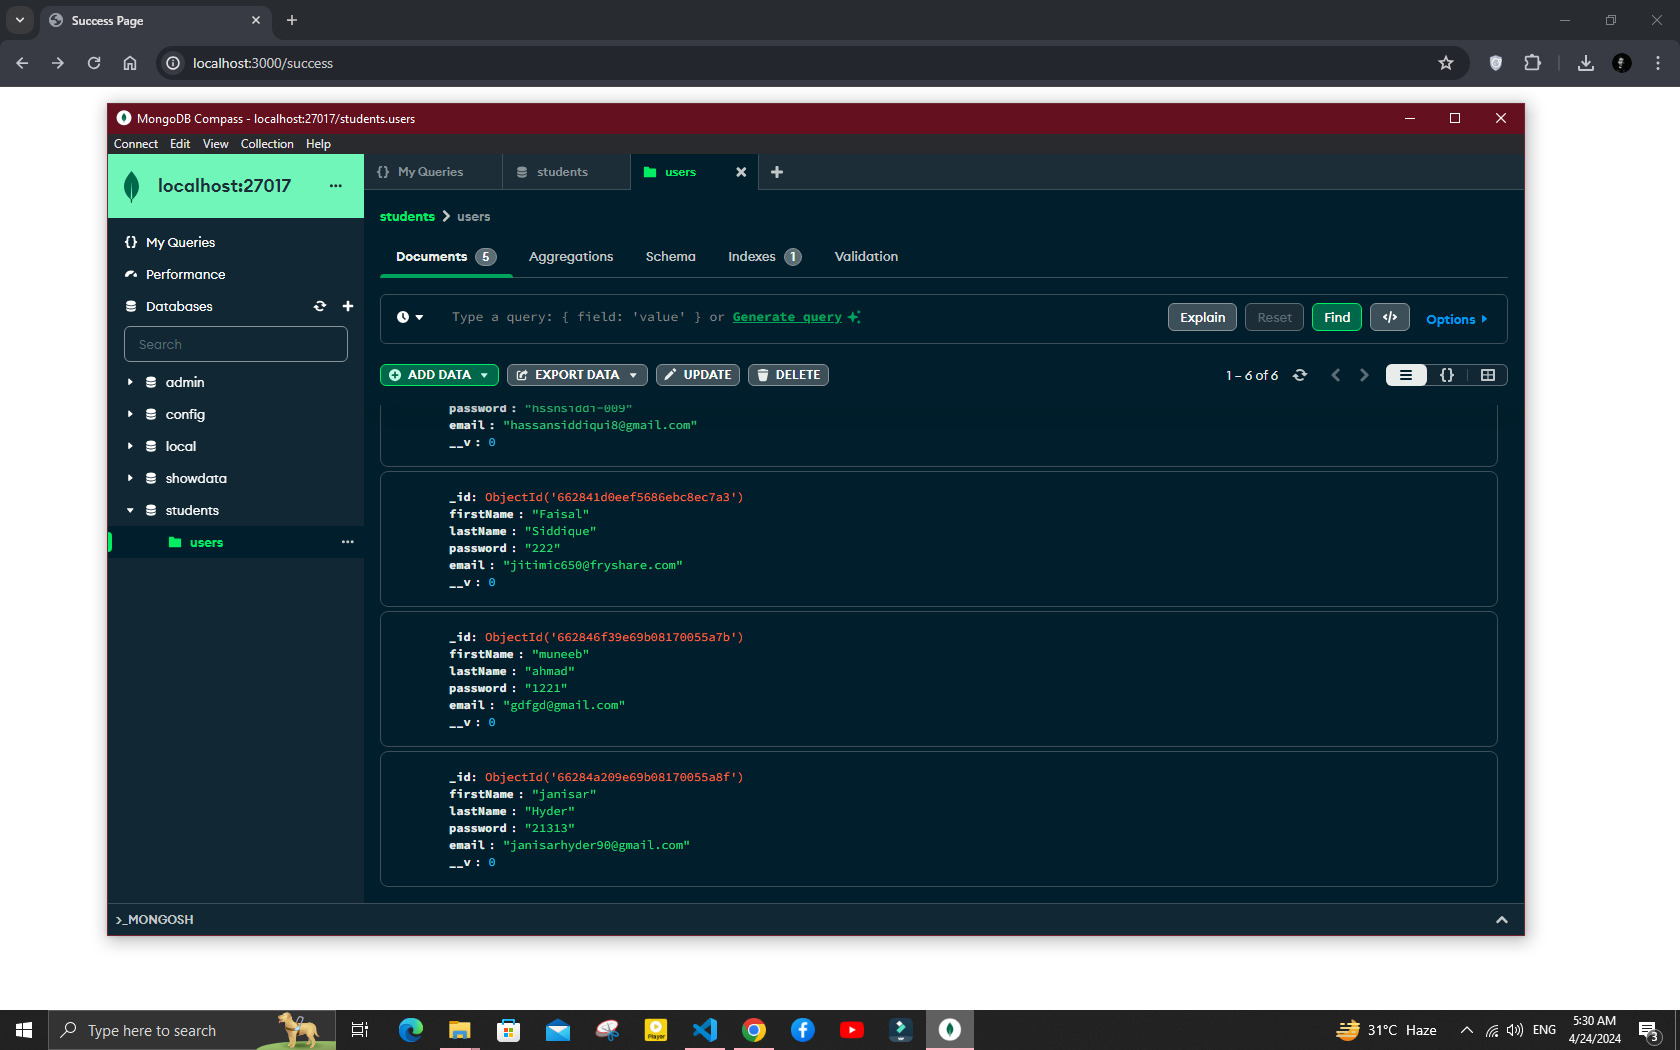 Success Page
localhost:3000/success
MongoDB Compass - localhost:27017/students.users
Connect Edit View Collection Help
localhost:27017 ...
{} My Queries students users
students > users
My Queries
Performance
Databases
Search
admin
config
local
showdata
students
users ...
Documents 5 Aggregations Schema Indexes 1 Validation
Type a query: { field: 'value' } or Generate query
Explain Reset Find </> Options
ADD DATA EXPORT DATA UPDATE DELETE
1 – 6 of 6 {}
password : "hssnsiddi-009"
email : "hassansiddiqui8@gmail.com"
__v : 0
_id: ObjectId('662841d0eef5686ebc8ec7a3')
firstName : "Faisal"
lastName : "Siddique"
password : "222"
email : "jitimic650@fryshare.com"
__v : 0
_id: ObjectId('662846f39e69b08170055a7b')
firstName : "muneeb"
lastName : "ahmad"
password : "1221"
email : "gdfgd@gmail.com"
__v : 0
_id: ObjectId('66284a209e69b08170055a8f')
firstName : "janisar"
lastName : "Hyder"
password : "21313"
email : "janisarhyder90@gmail.com"
__v : 0
>_MONGOSH
Type here to search
Player
31°C Haze
ENG
5:30 AM
4/24/2024
3